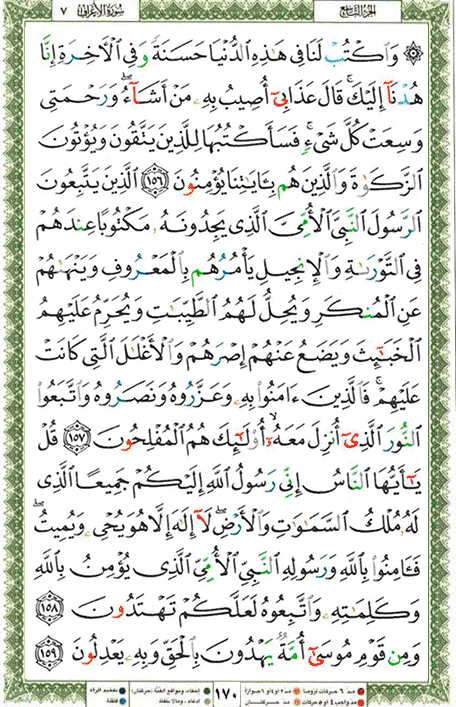 الجزء التاسع سورة الأعراف ٧
۞ وَٱكۡتُبۡ لَنَا فِي هَٰذِهِ ٱلدُّنۡيَا حَسَنَةٗ وَفِي ٱلۡأٓخِرَةِ إِنَّا
هُدۡنَآ إِلَيۡكَۚ قَالَ عَذَابِيٓ أُصِيبُ بِهِۦ مَنۡ أَشَآءُۖ وَرَحۡمَتِي
وَسِعَتۡ كُلَّ شَيۡءٖۚ فَسَأَكۡتُبُهَا لِلَّذِينَ يَتَّقُونَ وَيُؤۡتُونَ
ٱلزَّكَوٰةَ وَٱلَّذِينَ هُم بِـَٔايَٰتِنَا يُؤۡمِنُونَ ١٥٦ ٱلَّذِينَ يَتَّبِعُونَ
ٱلرَّسُولَ ٱلنَّبِيَّ ٱلۡأُمِّيَّ ٱلَّذِي يَجِدُونَهُۥ مَكۡتُوبًا عِندَهُمۡ
فِي ٱلتَّوۡرَىٰةِ وَٱلۡإِنجِيلِ يَأۡمُرُهُم بِٱلۡمَعۡرُوفِ وَيَنۡهَىٰهُمۡ
عَنِ ٱلۡمُنكَرِ وَيُحِلُّ لَهُمُ ٱلطَّيِّبَٰتِ وَيُحَرِّمُ عَلَيۡهِمُ
ٱلۡخَبَٰٓئِثَ وَيَضَعُ عَنۡهُمۡ إِصۡرَهُمۡ وَٱلۡأَغۡلَٰلَ ٱلَّتِي كَانَتۡ
عَلَيۡهِمۡۚ فَٱلَّذِينَ ءَامَنُواْ بِهِۦ وَعَزَّرُوهُ وَنَصَرُوهُ وَٱتَّبَعُواْ
ٱلنُّورَ ٱلَّذِيٓ أُنزِلَ مَعَهُۥٓ أُوْلَٰٓئِكَ هُمُ ٱلۡمُفۡلِحُونَ ١٥٧ قُلۡ
يَٰٓأَيُّهَا ٱلنَّاسُ إِنِّي رَسُولُ ٱللَّهِ إِلَيۡكُمۡ جَمِيعًا ٱلَّذِي
لَهُۥ مُلۡكُ ٱلسَّمَٰوَٰتِ وَٱلۡأَرۡضِۖ لَآ إِلَٰهَ إِلَّا هُوَ يُحۡيِۦ وَيُمِيتُۖ
فَـَٔامِنُواْ بِٱللَّهِ وَرَسُولِهِ ٱلنَّبِيِّ ٱلۡأُمِّيِّ ٱلَّذِي يُؤۡمِنُ بِٱللَّهِ
وَكَلِمَٰتِهِۦ وَٱتَّبِعُوهُ لَعَلَّكُمۡ تَهۡتَدُونَ ١٥٨
وَمِن قَوۡمِ مُوسَىٰٓ أُمَّةٞ يَهۡدُونَ بِٱلۡحَقِّ وَبِهِۦ يَعۡدِلُونَ ١٥٩
مد ٦ حركات لزوماً مد ٢ أو ٤ أو ٦ جوازاً إخفاء، ومواقع الغنة (حركتان) تفخيم الراء
مد واجب ٤ أو ٥ حركات مد حركتان ١٧٠ إدغام، وما لا يلفظ قلقلة